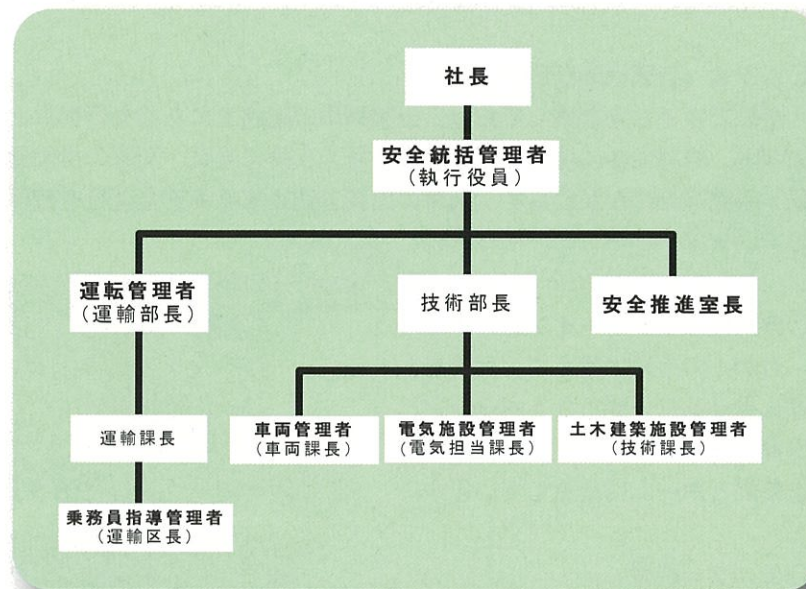 社長
安全統括管理者
(執行役員)
運転管理者
(運輸部長)
技術部長
安全推進室長
運輸課長
車両管理者
(車両課長)
電気施設管理者
(電気担当課長)
土木建築施設管理者
(技術課長)
乗務員指導管理者
(運輸区長)